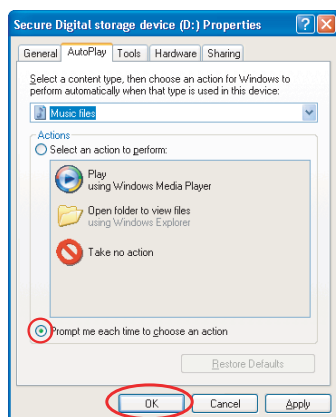 Secure Digital storage device (D:) Properties
General AutoPlay Tools Hardware Sharing
Select a content type, then choose an action for Windows to
perform automatically when that type is used in this device:
Music files
Actions
Select an action to perform:
Play
using Windows Media Player
Open folder to view files
using Windows Explorer
Take no action
Prompt me each time to choose an action
Restore Defaults
OK Cancel Apply